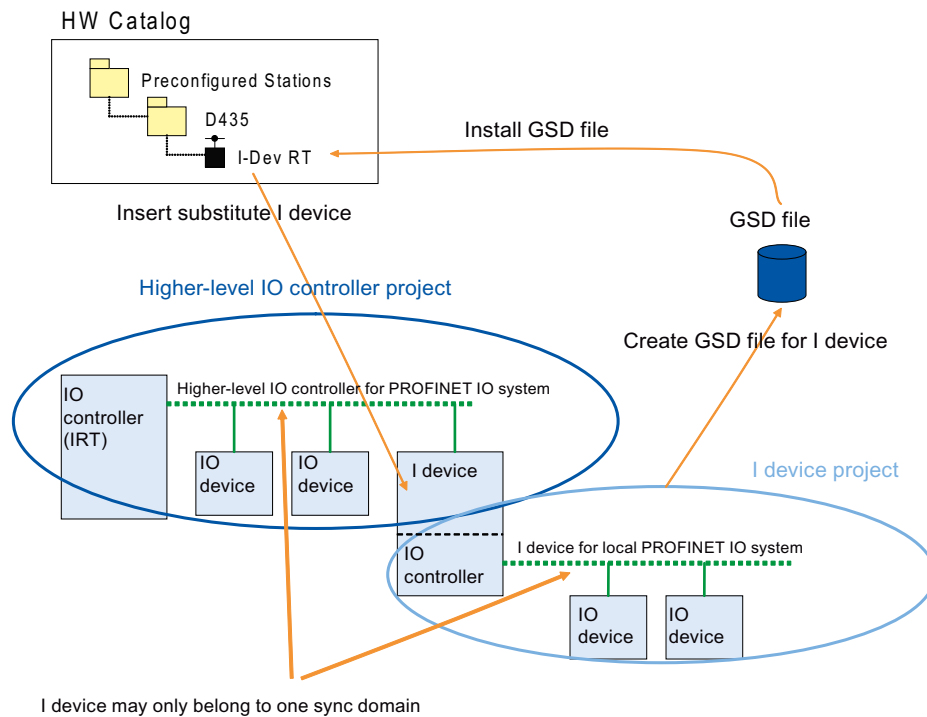 HW Catalog
Preconfigured Stations
D435
I-Dev RT
Install GSD file
Insert substitute I device
GSD file
Higher-level IO controller project
Create GSD file for I device
IO
controller
(IRT)
Higher-level IO controller for PROFINET IO system
IO
device
IO
device
I device
I device project
IO
controller
I device for local PROFINET IO system
IO
device
IO
device
I device may only belong to one sync domain